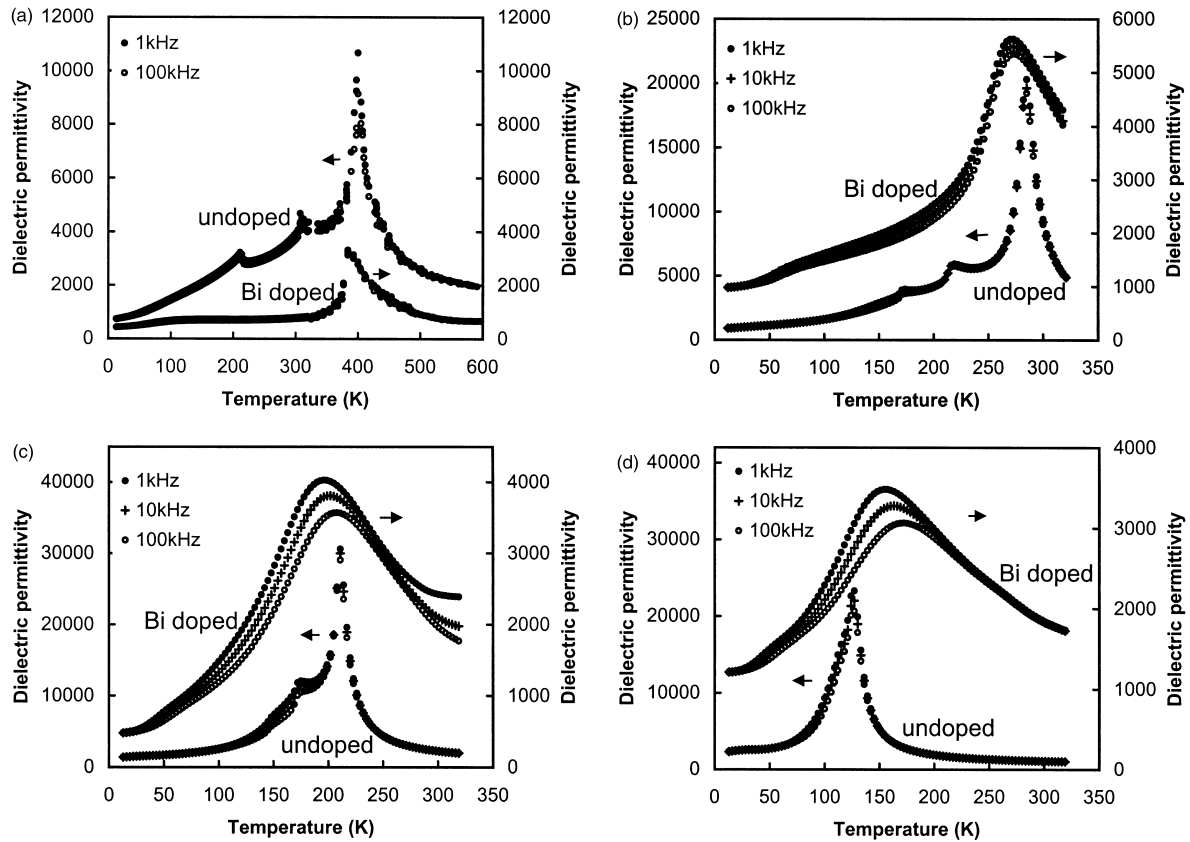 (a)
12000
10000
8000
6000
4000
2000
0
1kHz
100kHz
undoped
Bi doped
12000
10000
8000
6000
4000
2000
0
0 100 200 300 400 500 600
Dielectric permittivity
Dielectric permittivity
Temperature (K)
(b)
25000
20000
15000
10000
5000
0
1kHz
10kHz
100kHz
Bi doped
undoped
6000
5000
4000
3000
2000
1000
0
0 50 100 150 200 250 300 350
Dielectric permittivity
Dielectric permittivity
Temperature (K)
(c)
40000
30000
20000
10000
0
1kHz
10kHz
100kHz
Bi doped
undoped
4000
3000
2000
1000
0
0 50 100 150 200 250 300 350
Dielectric permittivity
Dielectric permittivity
Temperature (K)
(d)
40000
30000
20000
10000
0
1kHz
10kHz
100kHz
Bi doped
undoped
4000
3000
2000
1000
0
0 50 100 150 200 250 300 350
Dielectric permittivity
Dielectric permittivity
Temperature (K)